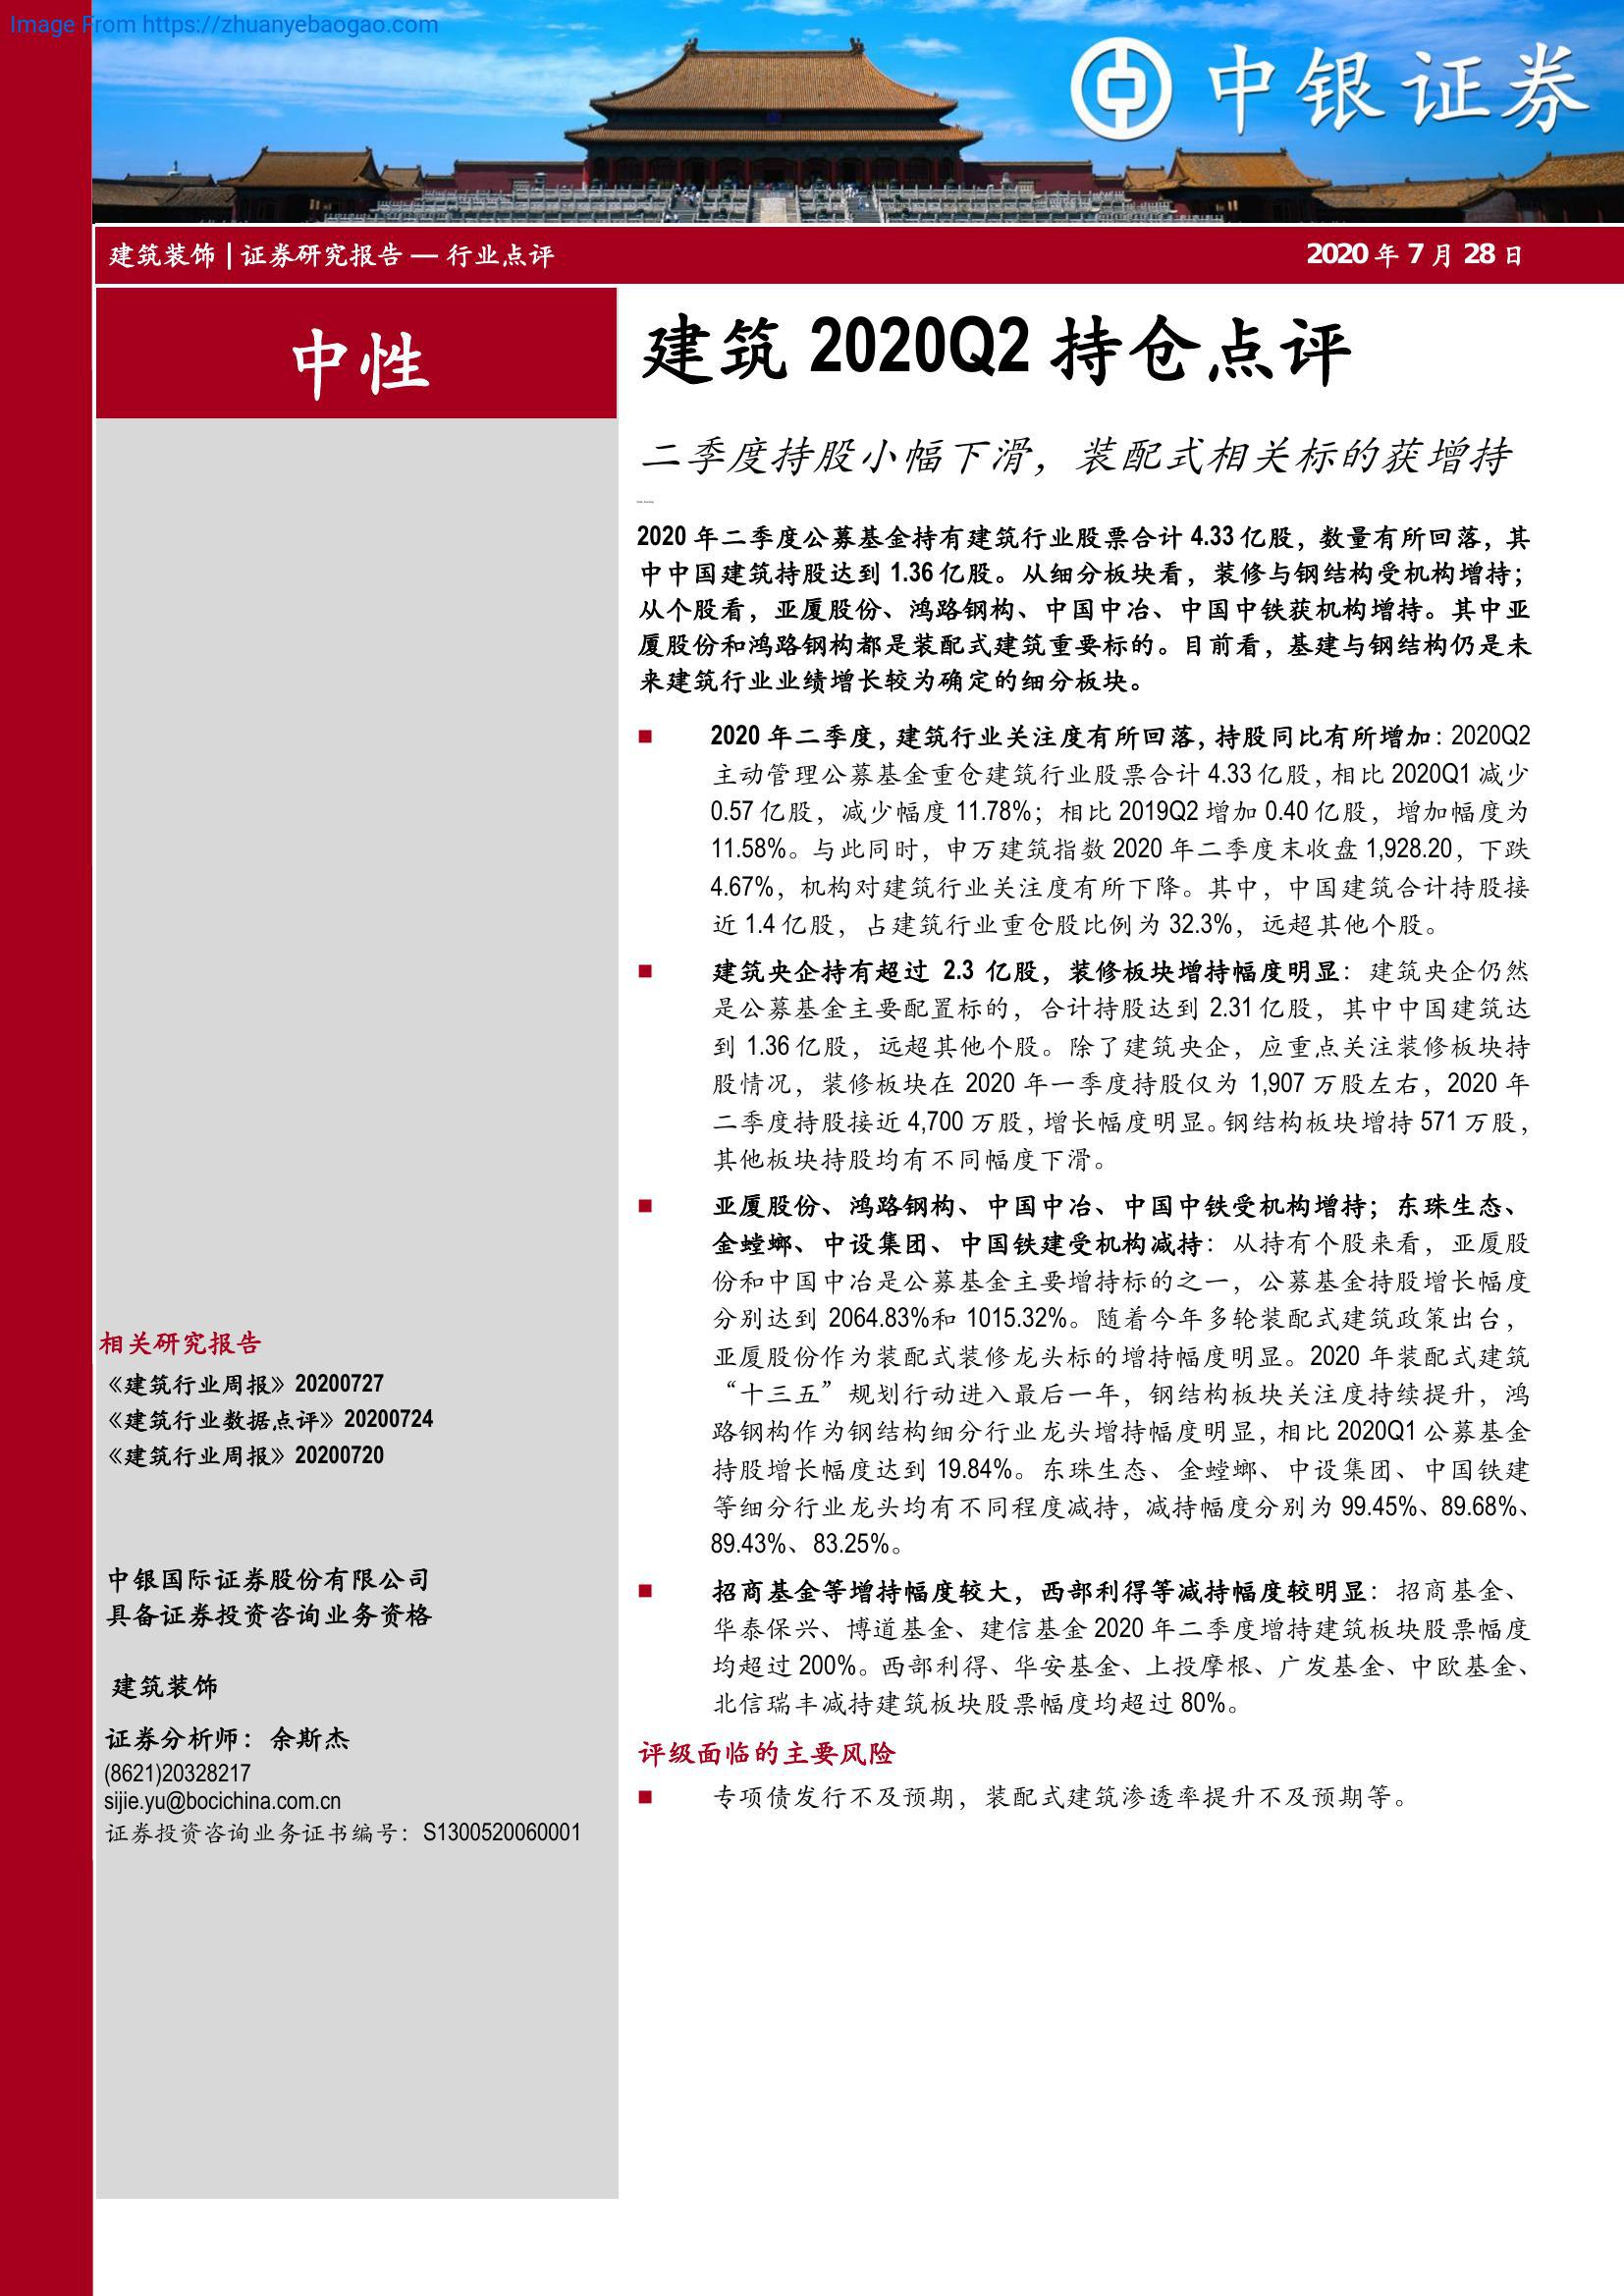 Image From https://zhuanyebaogao.com
中银证券
建筑装饰 | 证券研究报告 — 行业点评
2020 年 7 月 28 日
中性
建筑 2020Q2 持仓点评
二季度持股小幅下滑，装配式相关标的获增持
2020 年二季度公募基金持有建筑行业股票合计 4.33 亿股，数量有所回落，其
中中国建筑持股达到 1.36 亿股。从细分板块看，装修与钢结构受机构增持；
从个股看，亚厦股份、鸿路钢构、中国中冶、中国中铁获机构增持。其中亚
厦股份和鸿路钢构都是装配式建筑重要标的。目前看，基建与钢结构仍是未
来建筑行业业绩增长较为确定的细分板块。
■ 2020 年二季度，建筑行业关注度有所回落，持股同比有所增加：2020Q2
主动管理公募基金重仓建筑行业股票合计 4.33 亿股，相比 2020Q1 减少
0.57 亿股，减少幅度 11.78%；相比 2019Q2 增加 0.40 亿股，增加幅度为
11.58%。与此同时，申万建筑指数 2020 年二季度末收盘 1,928.20，下跌
4.67%，机构对建筑行业关注度有所下降。其中，中国建筑合计持股接
近 1.4 亿股，占建筑行业重仓股比例为 32.3%，远超其他个股。
■ 建筑央企持有超过 2.3 亿股，装修板块增持幅度明显：建筑央企仍然
是公募基金主要配置标的，合计持股达到 2.31 亿股，其中中国建筑达
到 1.36 亿股，远超其他个股。除了建筑央企，应重点关注装修板块持
股情况，装修板块在 2020 年一季度持股仅为 1,907 万股左右，2020 年
二季度持股接近 4,700 万股，增长幅度明显。钢结构板块增持 571 万股，
其他板块持股均有不同幅度下滑。
■ 亚厦股份、鸿路钢构、中国中冶、中国中铁受机构增持；东珠生态、
金螳螂、中设集团、中国铁建受机构减持：从持有个股来看，亚厦股
份和中国中冶是公募基金主要增持标的之一，公募基金持股增长幅度
分别达到 2064.83%和 1015.32%。随着今年多轮装配式建筑政策出台，
亚厦股份作为装配式装修龙头标的增持幅度明显。2020 年装配式建筑
“十三五”规划行动进入最后一年，钢结构板块关注度持续提升，鸿
路钢构作为钢结构细分行业龙头增持幅度明显，相比 2020Q1 公募基金
持股增长幅度达到 19.84%。东珠生态、金螳螂、中设集团、中国铁建
等细分行业龙头均有不同程度减持，减持幅度分别为 99.45%、89.68%、
89.43%、83.25%。
■ 招商基金等增持幅度较大，西部利得等减持幅度较明显：招商基金、
华泰保兴、博道基金、建信基金 2020 年二季度增持建筑板块股票幅度
均超过 200%。西部利得、华安基金、上投摩根、广发基金、中欧基金、
北信瑞丰减持建筑板块股票幅度均超过 80%。
评级面临的主要风险
■ 专项债发行不及预期，装配式建筑渗透率提升不及预期等。
相关研究报告
《建筑行业周报》20200727
《建筑行业数据点评》20200724
《建筑行业周报》20200720
中银国际证券股份有限公司
具备证券投资咨询业务资格
建筑装饰
证券分析师：余斯杰
(8621)20328217
sijie.yu@bocichina.com.cn
证券投资咨询业务证书编号：S1300520060001